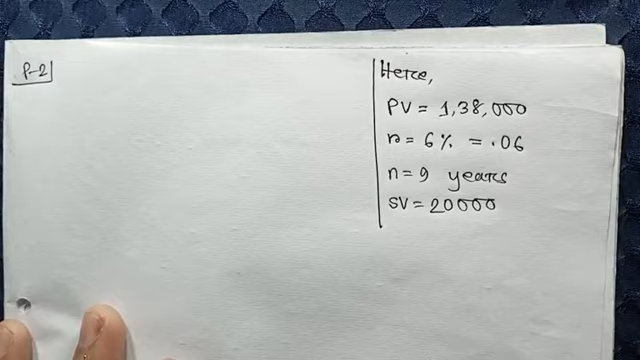 P-2
Here,
PV = 1,38,000
r = 6% = .06
n = 9 years
SV = 20000